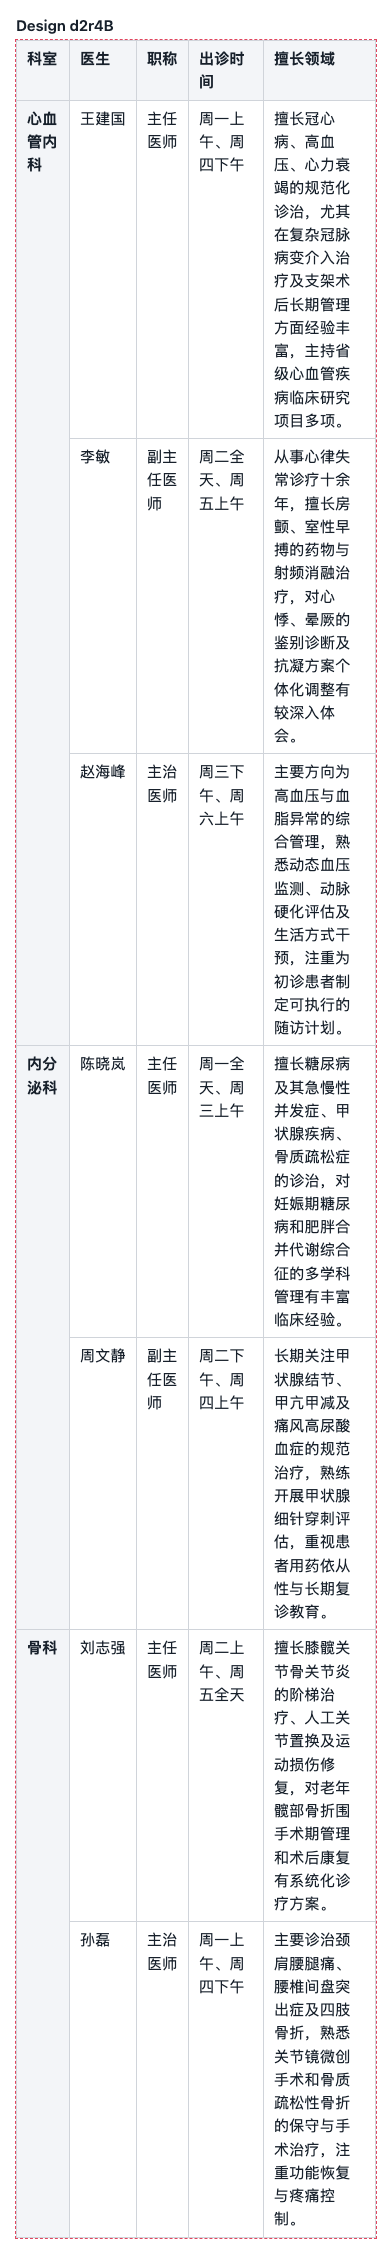 Design d2r4B
科室
医生
职称
出诊时
间
擅长领域
心血
管内
科
王建国
主任
医师
周一上
午、周
四下午
擅长冠心
病、高血
压、心力衰
竭的规范化
诊治，尤其
在复杂冠脉
病变介入治
疗及支架术
后长期管理
方面经验丰
富，主持省
级心血管疾
病临床研究
项目多项。
李敏
副主
任医
师
周二全
天、周
五上午
从事心律失
常诊疗十余
年，擅长房
颤、室性早
搏的药物与
射频消融治
疗，对心
悸、晕厥的
鉴别诊断及
抗凝方案个
体化调整有
较深入体
会。
赵海峰
主治
医师
周三下
午、周
六上午
主要方向为
高血压与血
脂异常的综
合管理，熟
悉动态血压
监测、动脉
硬化评估及
生活方式干
预，注重为
初诊患者制
定可执行的
随访计划。
内分
泌科
陈晓岚
主任
医师
周一全
天、周
三上午
擅长糖尿病
及其急慢性
并发症、甲
状腺疾病、
骨质疏松症
的诊治，对
妊娠期糖尿
病和肥胖合
并代谢综合
征的多学科
管理有丰富
临床经验。
周文静
副主
任医
师
周二下
午、周
四上午
长期关注甲
状腺结节、
甲亢甲减及
痛风高尿酸
血症的规范
治疗，熟练
开展甲状腺
细针穿刺评
估，重视患
者用药依从
性与长期复
诊教育。
骨科
刘志强
主任
医师
周二上
午、周
五全天
擅长膝髋关
节骨关节炎
的阶梯治
疗、人工关
节置换及运
动损伤修
复，对老年
髋部骨折围
手术期管理
和术后康复
有系统化诊
疗方案。
孙磊
主治
医师
周一上
午、周
四下午
主要诊治颈
肩腰腿痛、
腰椎间盘突
出症及四肢
骨折，熟悉
关节镜微创
手术和骨质
疏松性骨折
的保守与手
术治疗，注
重功能恢复
与疼痛控
制。